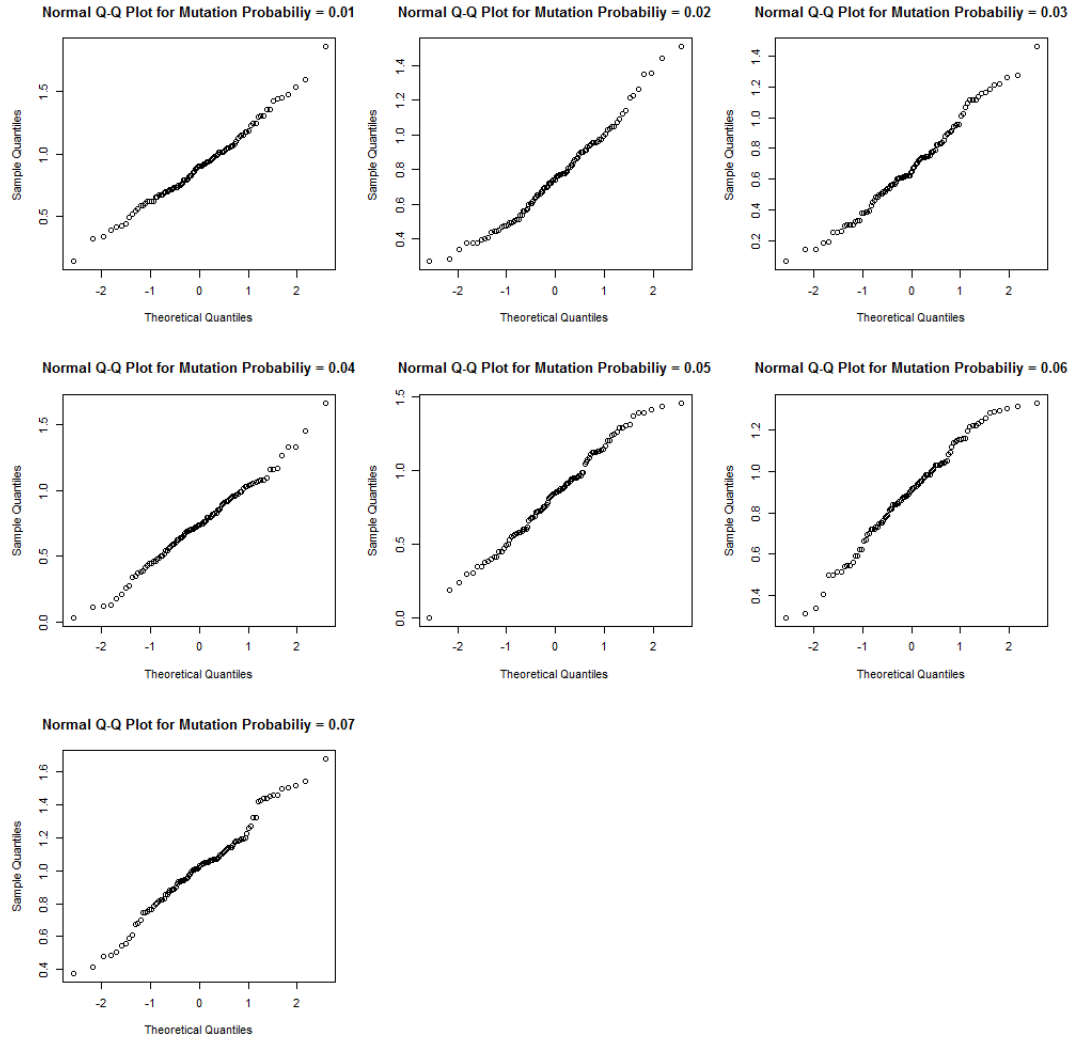 Normal Q-Q Plot for Mutation Probabiliy = 0.01
Sample Quantiles
1.5
1.0
0.5
-2 -1 0 1 2
Theoretical Quantiles
Normal Q-Q Plot for Mutation Probabiliy = 0.02
Sample Quantiles
1.4
1.2
1.0
0.8
0.6
0.4
-2 -1 0 1 2
Theoretical Quantiles
Normal Q-Q Plot for Mutation Probabiliy = 0.03
Sample Quantiles
1.4
1.2
1.0
0.8
0.6
0.4
0.2
-2 -1 0 1 2
Theoretical Quantiles
Normal Q-Q Plot for Mutation Probabiliy = 0.04
Sample Quantiles
1.5
1.0
0.5
0.0
-2 -1 0 1 2
Theoretical Quantiles
Normal Q-Q Plot for Mutation Probabiliy = 0.05
Sample Quantiles
1.5
1.0
0.5
0.0
-2 -1 0 1 2
Theoretical Quantiles
Normal Q-Q Plot for Mutation Probabiliy = 0.06
Sample Quantiles
1.2
1.0
0.8
0.6
0.4
-2 -1 0 1 2
Theoretical Quantiles
Normal Q-Q Plot for Mutation Probabiliy = 0.07
Sample Quantiles
1.6
1.4
1.2
1.0
0.8
0.6
0.4
-2 -1 0 1 2
Theoretical Quantiles